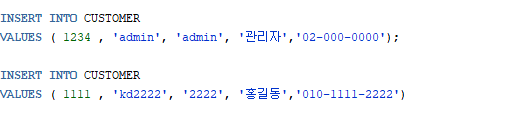 INSERT INTO CUSTOMER
VALUES ( 1234 , 'admin', 'admin', '관리자','02-000-0000');
INSERT INTO CUSTOMER
VALUES ( 1111 , 'kd2222', '2222', '홍길동','010-1111-2222')